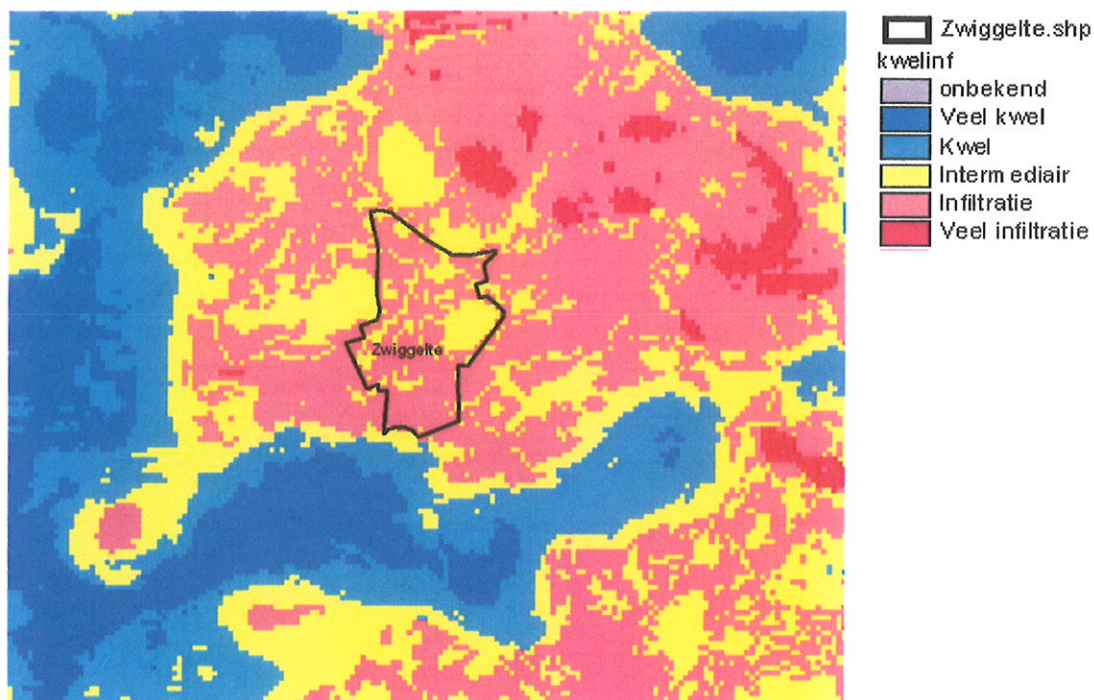 Zwiggelte.shp
kwelinf
onbekend
Veel kwel
Kwel
Intermediair
Infiltratie
Veel infiltratie
Zwiggelte